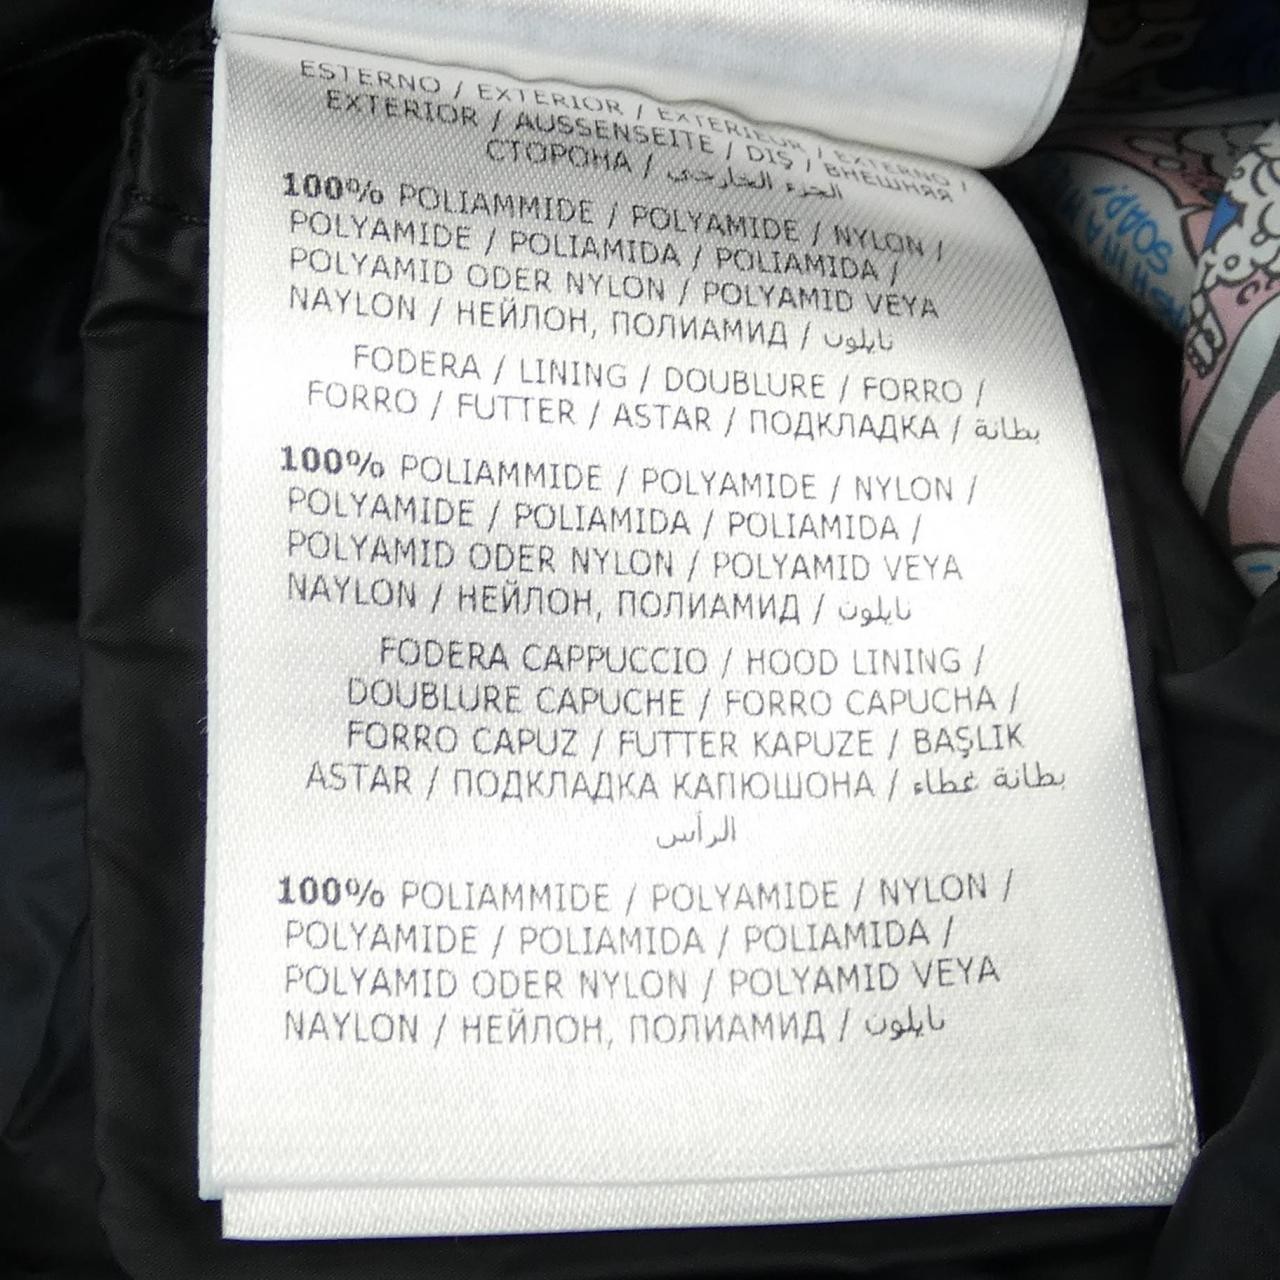 ESTERNO / EXTERIOR / EXTERIEUR / EXTERNO /
EXTERIOR / AUSSENSEITE / DIŞ / ВНЕШНЯЯ
СТОРОНА / الجزء الخارجي
100% POLIAMMIDE / POLYAMIDE / NYLON /
POLYAMIDE / POLIAMIDA / POLIAMIDA /
POLYAMID ODER NYLON / POLYAMID VEYA
NAYLON / НЕЙЛОН, ПОЛИАМИД / نايلون
FODERA / LINING / DOUBLURE / FORRO /
FORRO / FUTTER / ASTAR / ПОДКЛАДКА / بطانة
100% POLIAMMIDE / POLYAMIDE / NYLON /
POLYAMIDE / POLIAMIDA / POLIAMIDA /
POLYAMID ODER NYLON / POLYAMID VEYA
NAYLON / НЕЙЛОН, ПОЛИАМИД / نايلون
FODERA CAPPUCCIO / HOOD LINING /
DOUBLURE CAPUCHE / FORRO CAPUCHA /
FORRO CAPUZ / FUTTER KAPUZE / BAŞLIK
ASTAR / ПОДКЛАДКА КАПЮШОНА / بطانة غطاء
الرأس
100% POLIAMMIDE / POLYAMIDE / NYLON /
POLYAMIDE / POLIAMIDA / POLIAMIDA /
POLYAMID ODER NYLON / POLYAMID VEYA
NAYLON / НЕЙЛОН, ПОЛИАМИД / نايلون
IN A
SOAP!